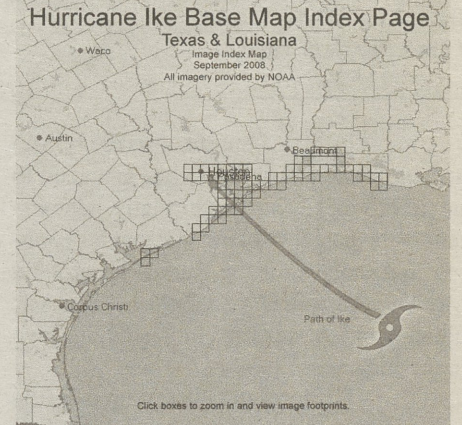 Hurricane Ike Base Map Index Page
Texas & Louisiana
Image Index Map
September 2008
All imagery provided by NOAA
Waco
Austin
Beaumont
Houston
Pasadena
Corpus Christi
Path of Ike
Click boxes to zoom in and view image footprints.